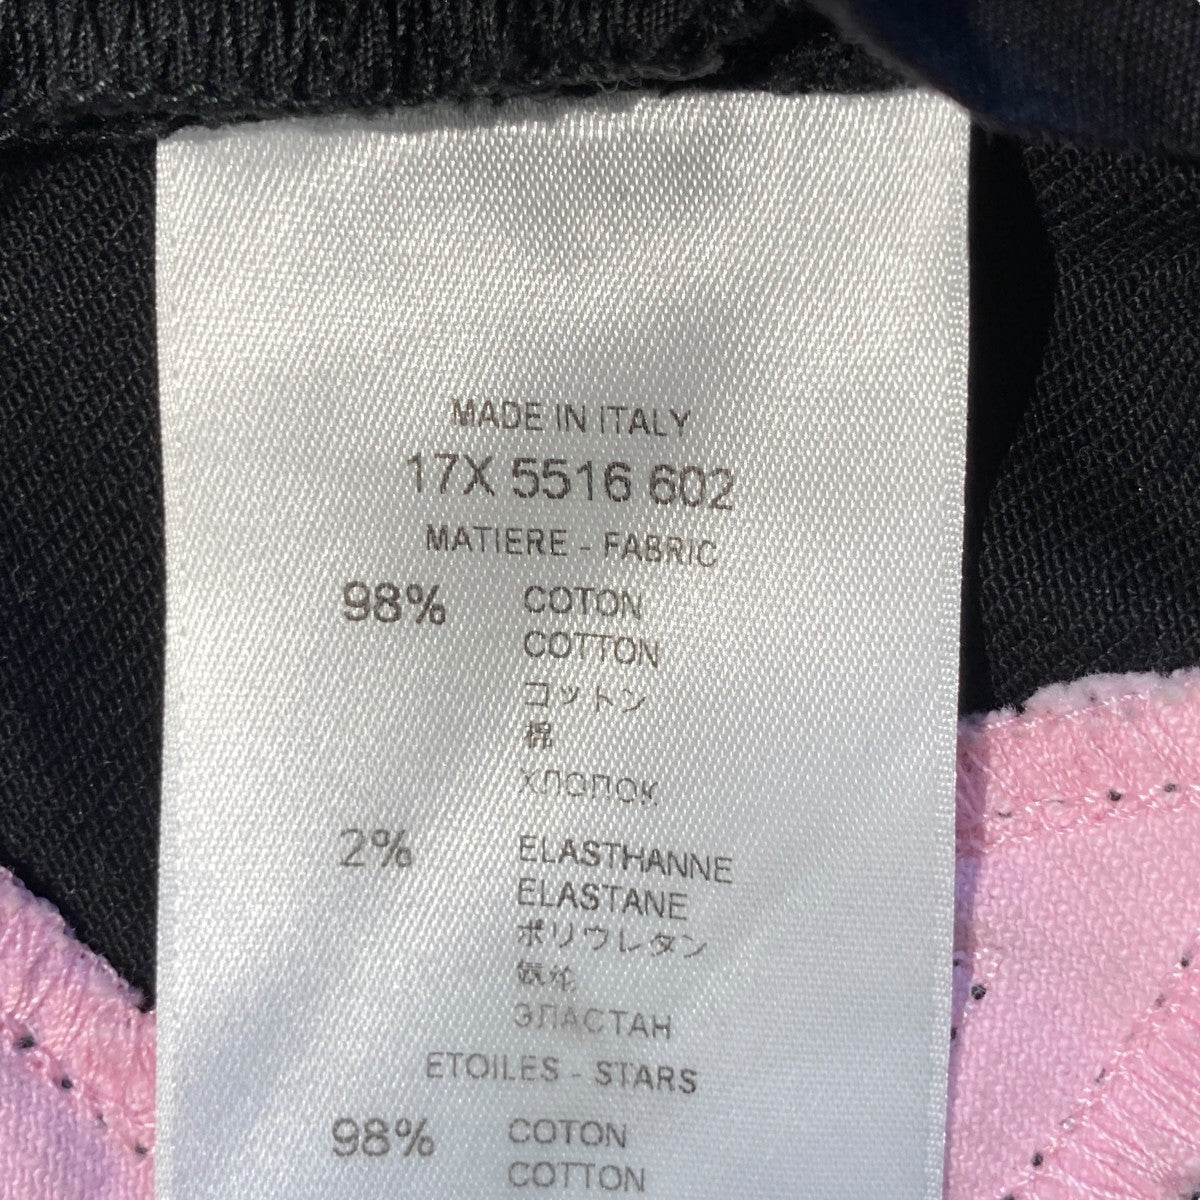 MADE IN ITALY
17X 5516 602
MATIERE - FABRIC
98% COTON
COTTON
コットン
棉
ХЛОПОК
2% ELASTHANNE
ELASTANE
ポリウレタン
氨纶
ЭЛАСТАН
ETOILES - STARS
98% COTON
COTTON